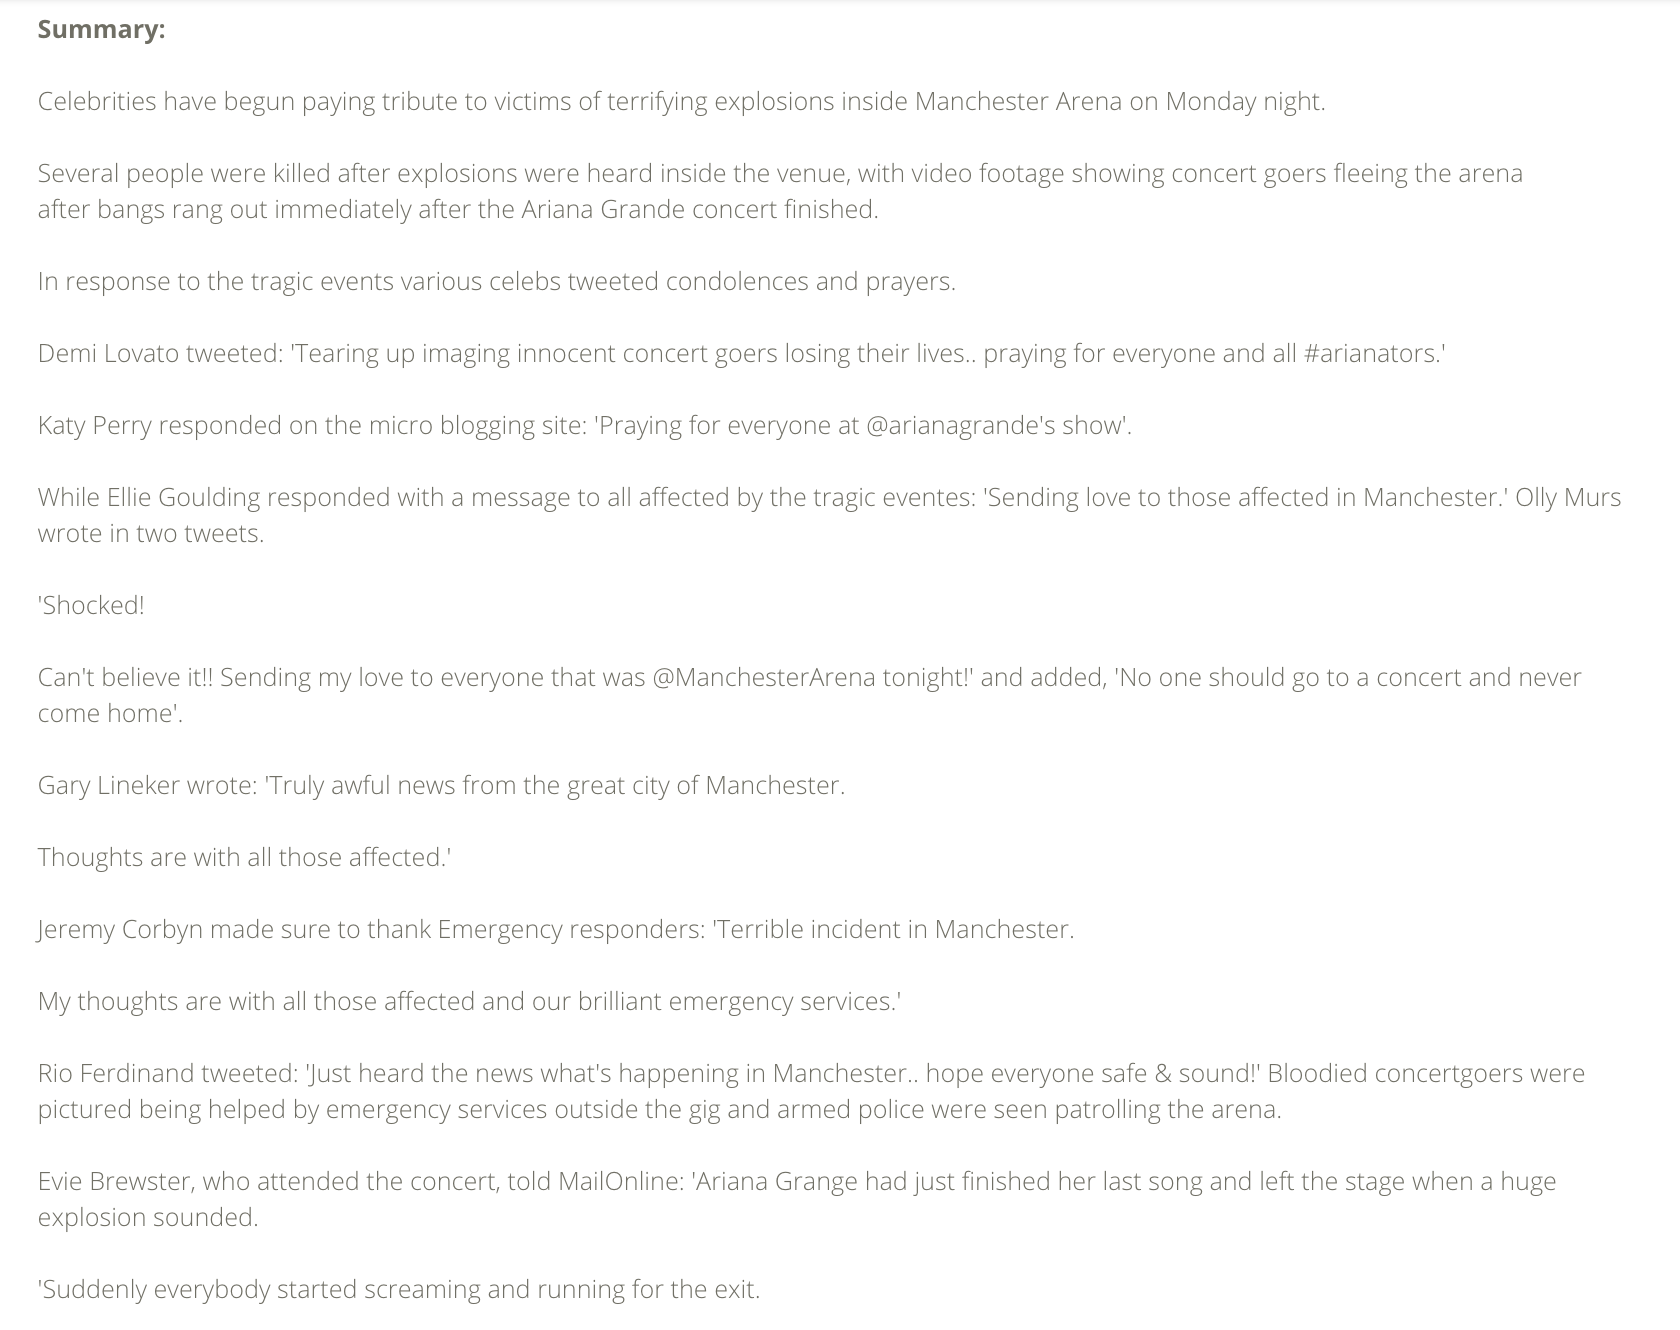 Summary:
Celebrities have begun paying tribute to victims of terrifying explosions inside Manchester Arena on Monday night.
Several people were killed after explosions were heard inside the venue, with video footage showing concert goers fleeing the arena
after bangs rang out immediately after the Ariana Grande concert finished.
In response to the tragic events various celebs tweeted condolences and prayers.
Demi Lovato tweeted: 'Tearing up imaging innocent concert goers losing their lives.. praying for everyone and all #arianators.'
Katy Perry responded on the micro blogging site: 'Praying for everyone at @arianagrande's show'.
While Ellie Goulding responded with a message to all affected by the tragic eventes: 'Sending love to those affected in Manchester.' Olly Murs
wrote in two tweets.
'Shocked!
Can't believe it!! Sending my love to everyone that was @ManchesterArena tonight!' and added, 'No one should go to a concert and never
come home'.
Gary Lineker wrote: 'Truly awful news from the great city of Manchester.
Thoughts are with all those affected.'
Jeremy Corbyn made sure to thank Emergency responders: 'Terrible incident in Manchester.
My thoughts are with all those affected and our brilliant emergency services.'
Rio Ferdinand tweeted: 'Just heard the news what's happening in Manchester.. hope everyone safe & sound!' Bloodied concertgoers were
pictured being helped by emergency services outside the gig and armed police were seen patrolling the arena.
Evie Brewster, who attended the concert, told MailOnline: 'Ariana Grange had just finished her last song and left the stage when a huge
explosion sounded.
'Suddenly everybody started screaming and running for the exit.